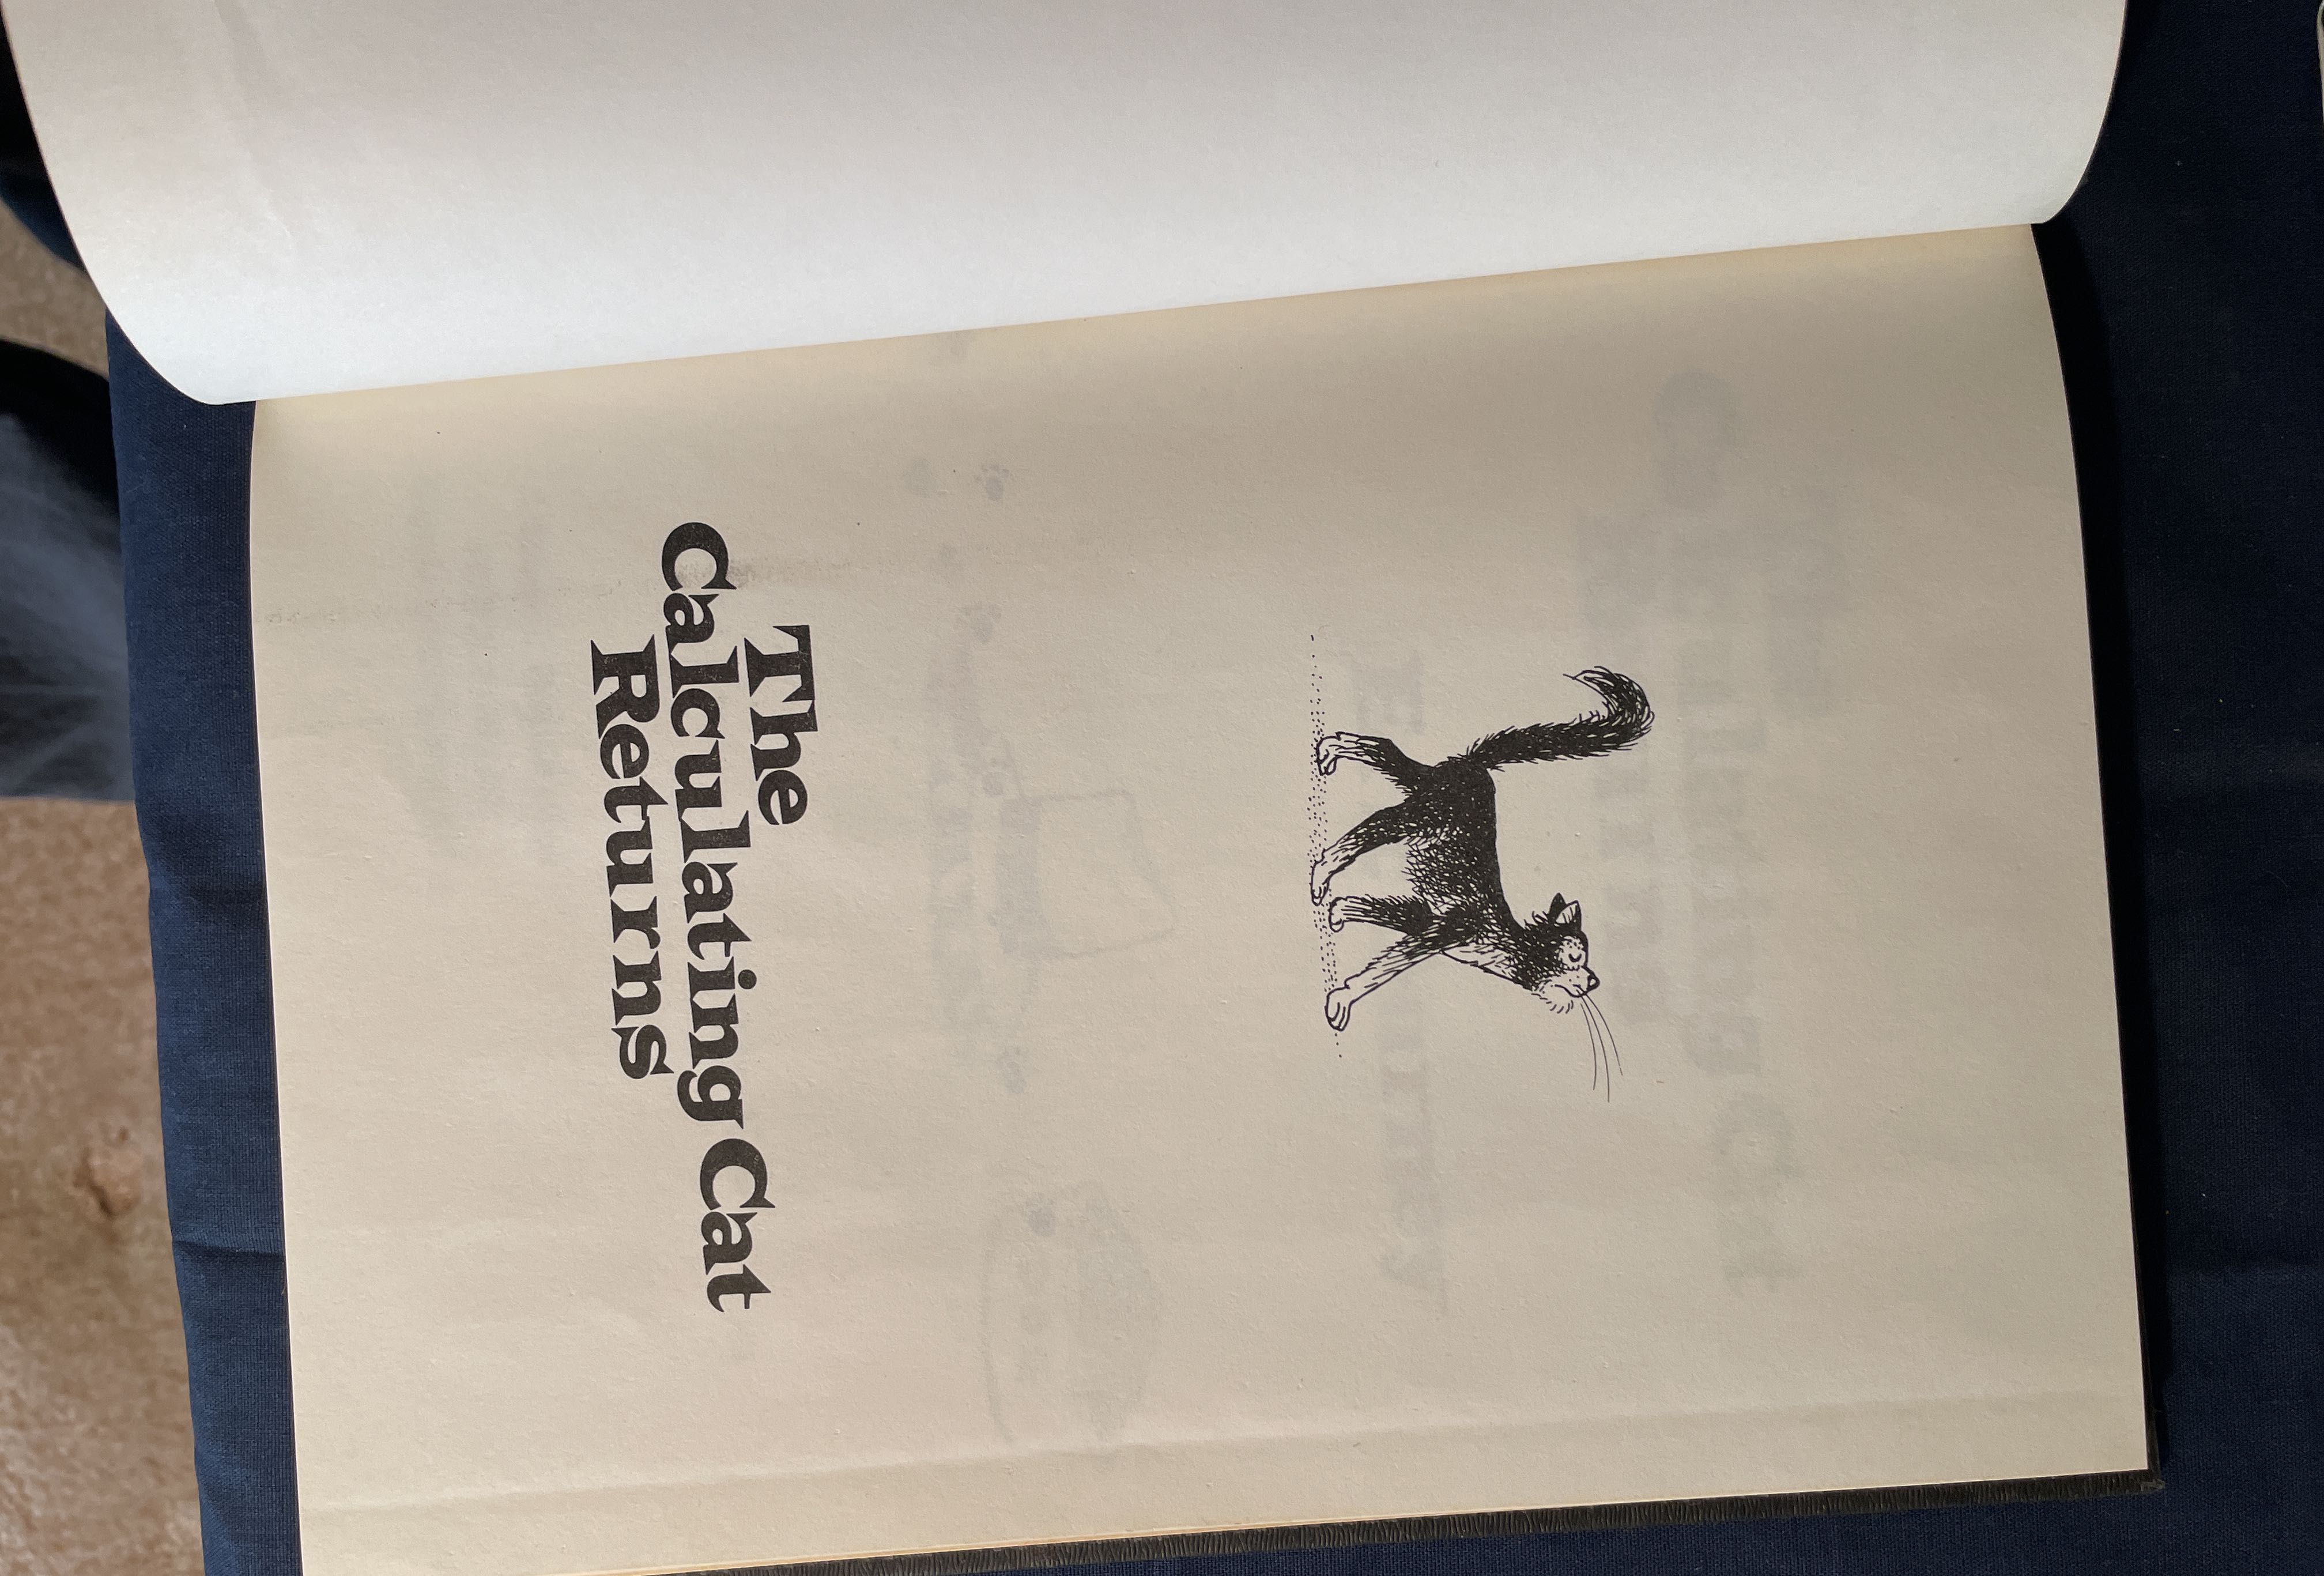 The
Calculating Cat
Returns